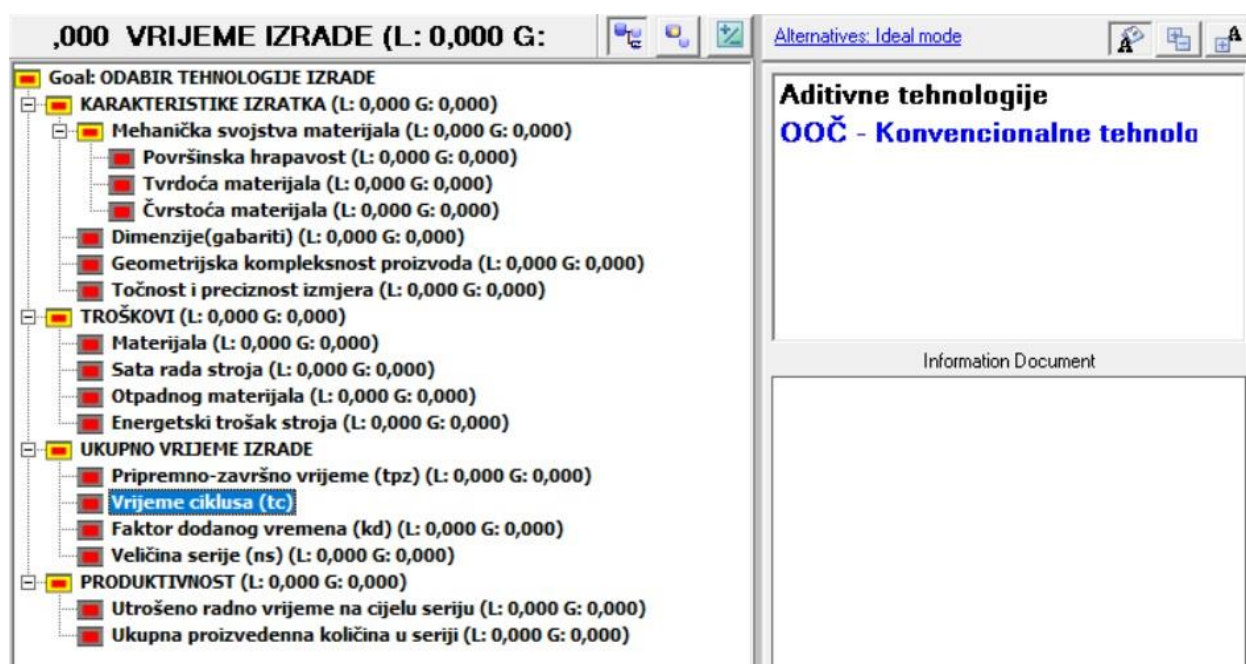 ,000 VRIJEME IZRADE (L: 0,000 G:
Alternatives: Ideal mode
Goal: ODABIR TEHNOLOGIJE IZRADE
KARAKTERISTIKE IZRATKA (L: 0,000 G: 0,000)
Mehanička svojstva materijala (L: 0,000 G: 0,000)
Površinska hrapavost (L: 0,000 G: 0,000)
Tvrdoća materijala (L: 0,000 G: 0,000)
Čvrstoća materijala (L: 0,000 G: 0,000)
Dimenzije(gabariti) (L: 0,000 G: 0,000)
Geometrijska kompleksnost proizvoda (L: 0,000 G: 0,000)
Točnost i preciznost izmjera (L: 0,000 G: 0,000)
TROŠKOVI (L: 0,000 G: 0,000)
Materijala (L: 0,000 G: 0,000)
Sata rada stroja (L: 0,000 G: 0,000)
Otpadnog materijala (L: 0,000 G: 0,000)
Energetski trošak stroja (L: 0,000 G: 0,000)
UKUPNO VRIJEME IZRADE
Pripremno-završno vrijeme (tpz) (L: 0,000 G: 0,000)
Vrijeme ciklusa (tc)
Faktor dodanog vremena (kd) (L: 0,000 G: 0,000)
Veličina serije (ns) (L: 0,000 G: 0,000)
PRODUKTIVNOST (L: 0,000 G: 0,000)
Utrošeno radno vrijeme na cijelu seriju (L: 0,000 G: 0,000)
Ukupna proizvedenna količina u seriji (L: 0,000 G: 0,000)
Aditivne tehnologije
OOČ - Konvencionalne tehnolo
Information Document